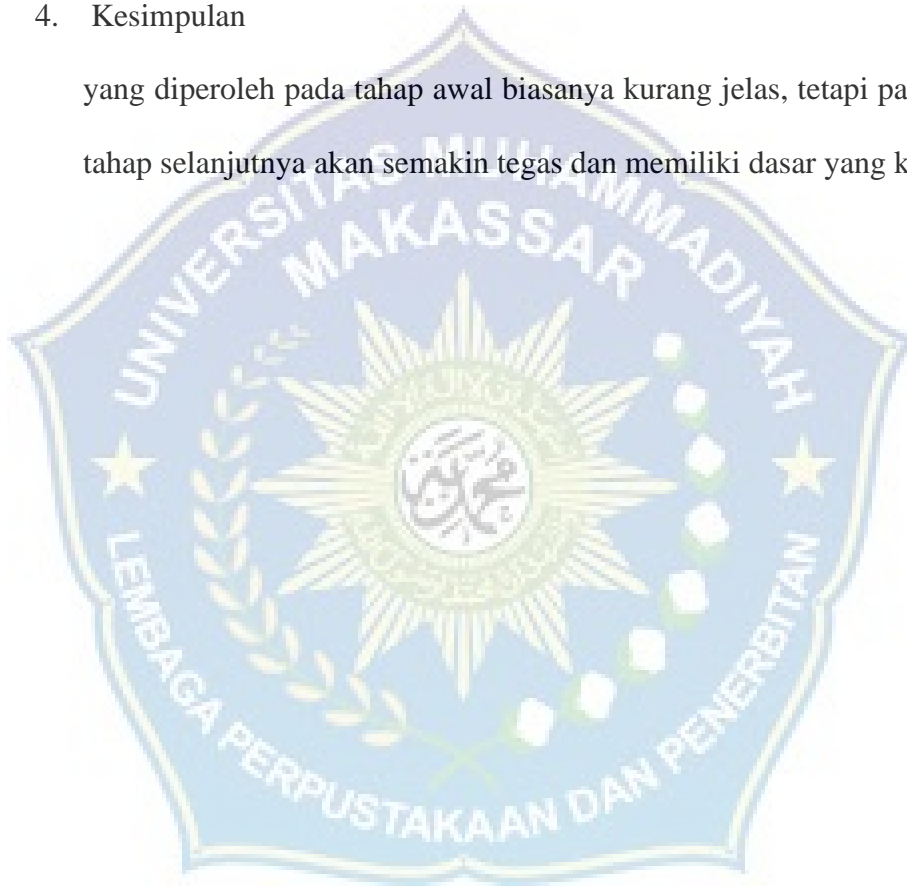 4. Kesimpulan
yang diperoleh pada tahap awal biasanya kurang jelas, tetapi pa
tahap selanjutnya akan semakin tegas dan memiliki dasar yang k
UNIVERSITAS MUHAMMADIYAH
MAKASSAR
محمدية
LEMBAGA PERPUSTAKAAN DAN PENERBITAN